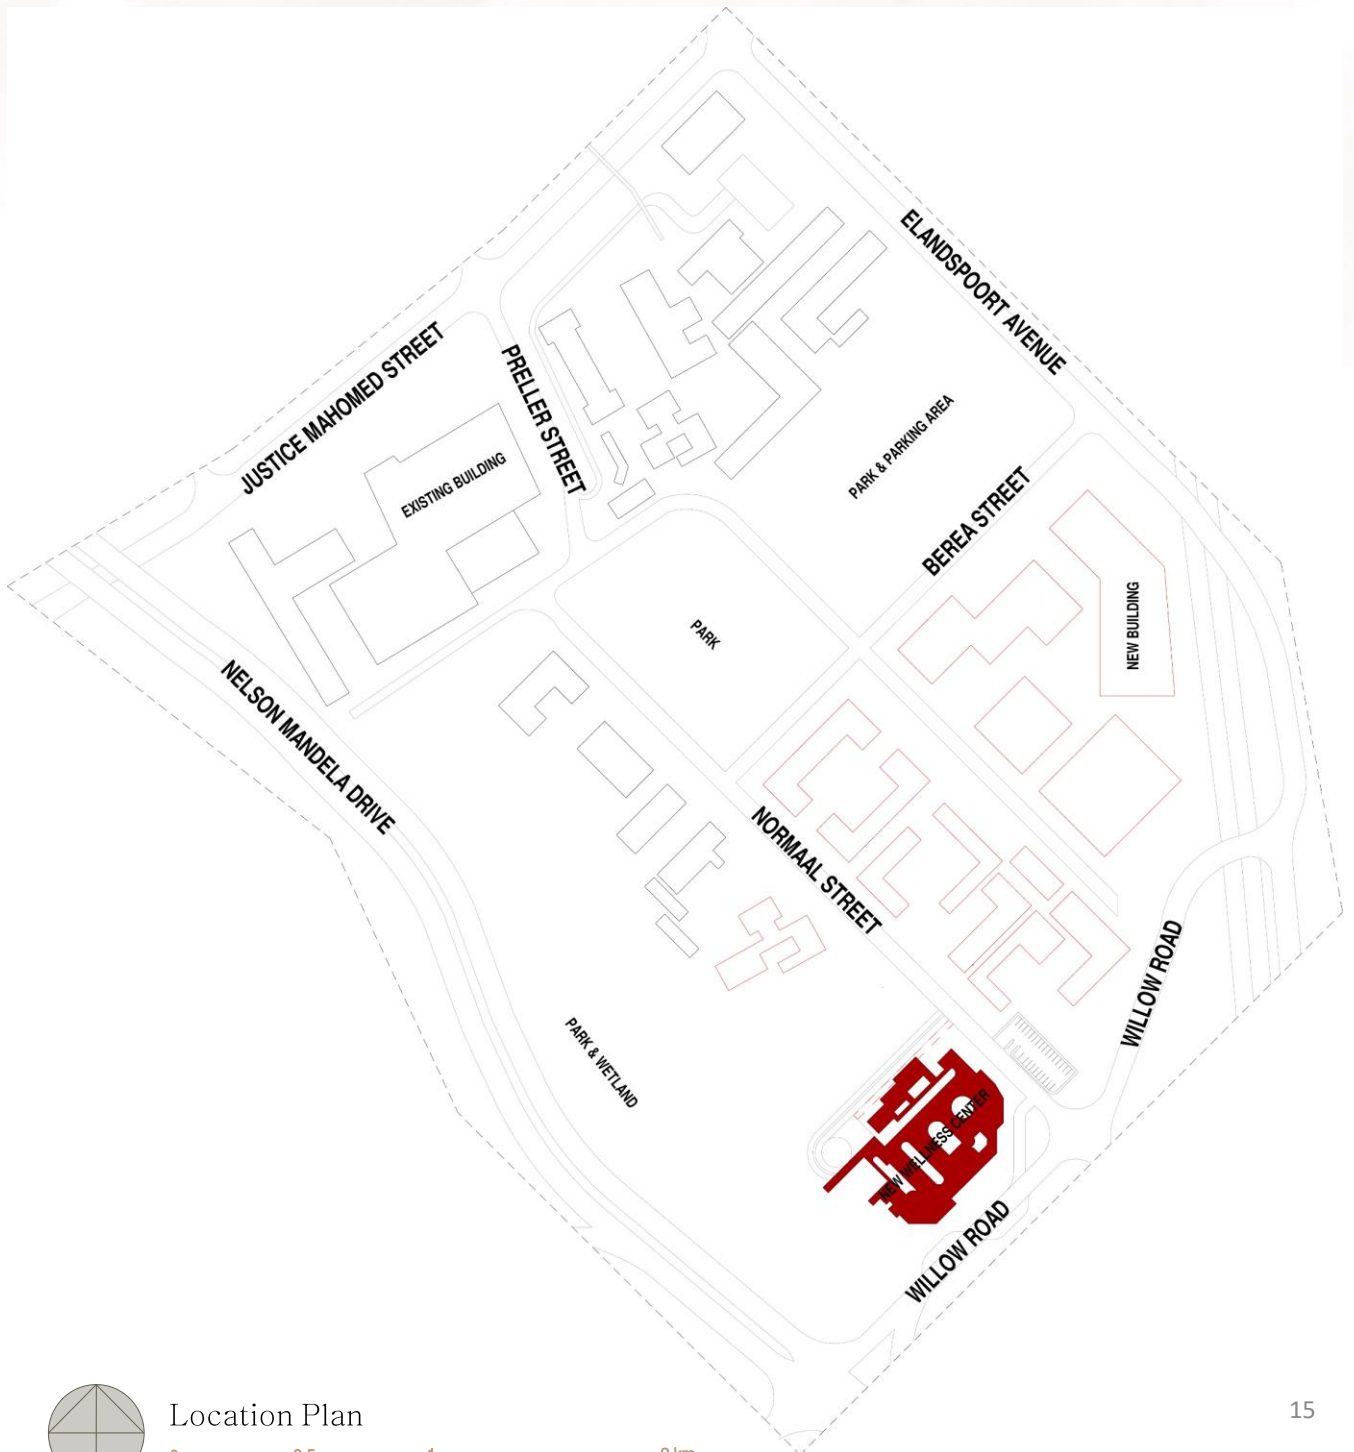 ELANDSPOORT AVENUE
JUSTICE MAHOMED STREET
PRELLER STREET
PARK & PARKING AREA
EXISTING BUILDING
BEREA STREET
NEW BUILDING
PARK
NELSON MANDELA DRIVE
NORMAAL STREET
WILLOW ROAD
PARK & WETLAND
NEW WELLNESS CENTER
WILLOW ROAD
Location Plan
15